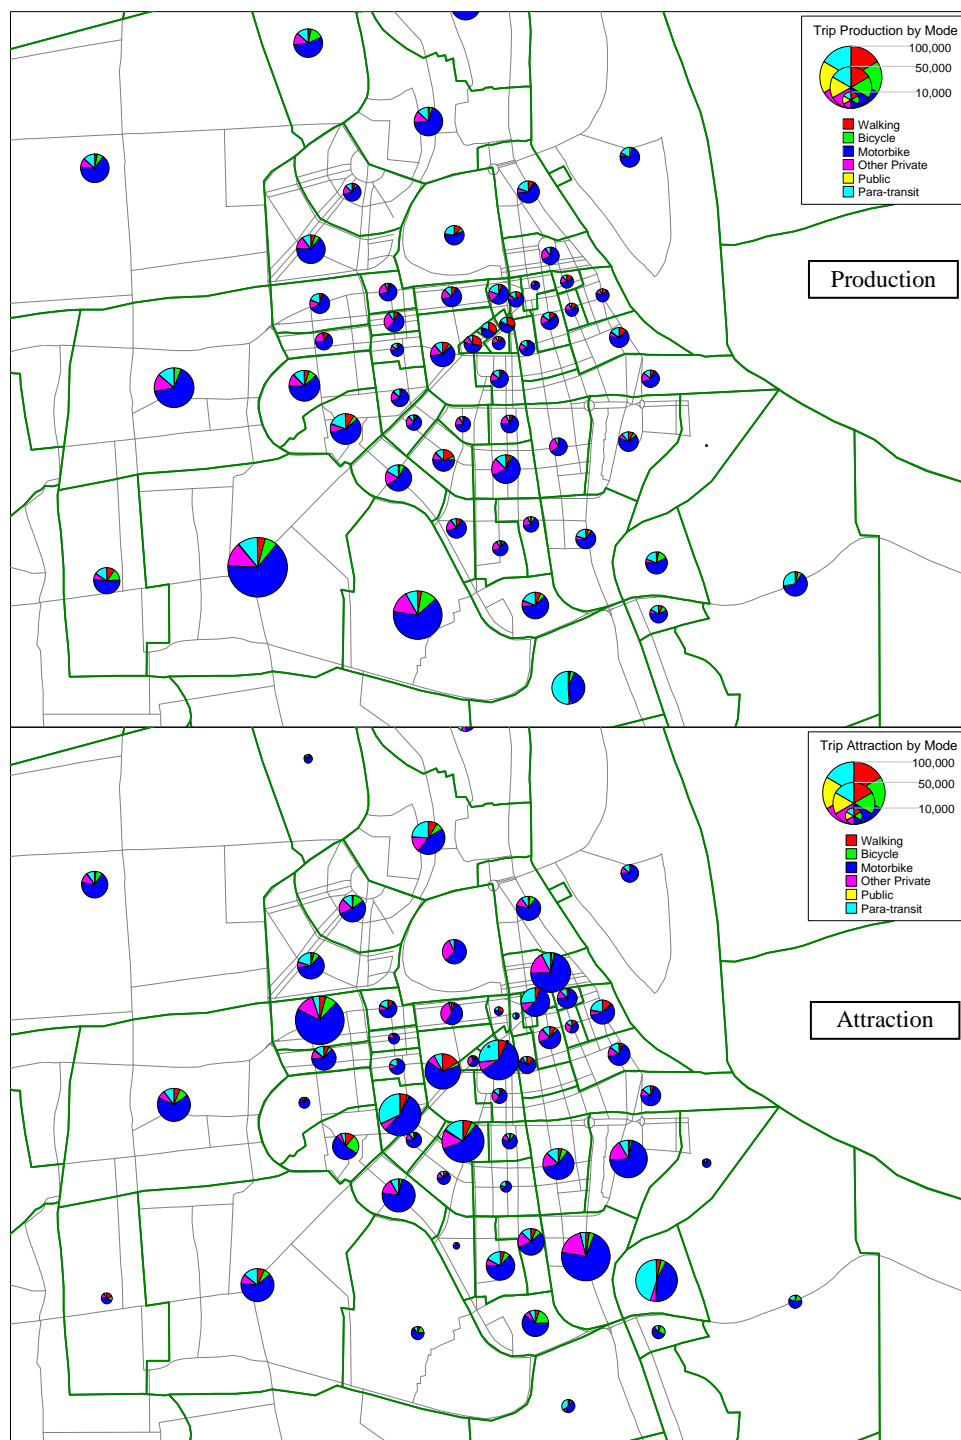 Trip Production by Mode
100,000
50,000
10,000
Walking
Bicycle
Motorbike
Other Private
Public
Para-transit
Production
Trip Attraction by Mode
100,000
50,000
10,000
Walking
Bicycle
Motorbike
Other Private
Public
Para-transit
Attraction